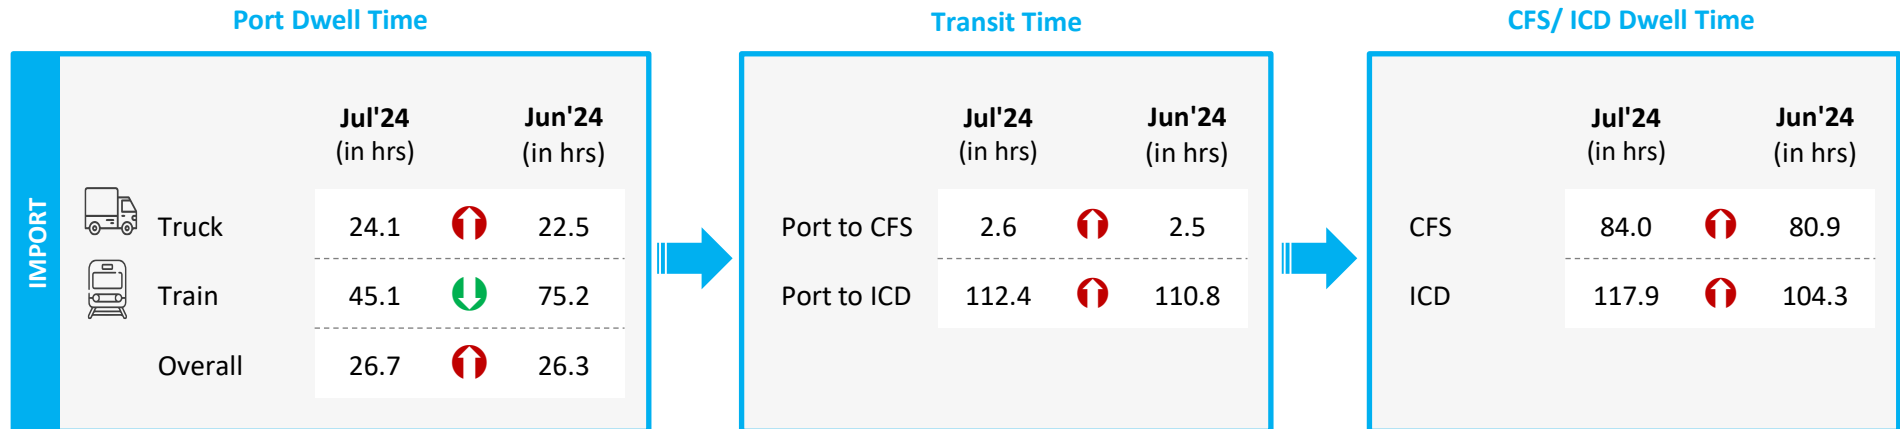 Port Dwell Time
Transit Time
CFS/ ICD Dwell Time
IMPORT
Jul'24 Jun'24
(in hrs) (in hrs)
Truck 24.1 22.5
Train 45.1 75.2
Overall 26.7 26.3
Jul'24 Jun'24
(in hrs) (in hrs)
Port to CFS 2.6 2.5
Port to ICD 112.4 110.8
Jul'24 Jun'24
(in hrs) (in hrs)
CFS 84.0 80.9
ICD 117.9 104.3